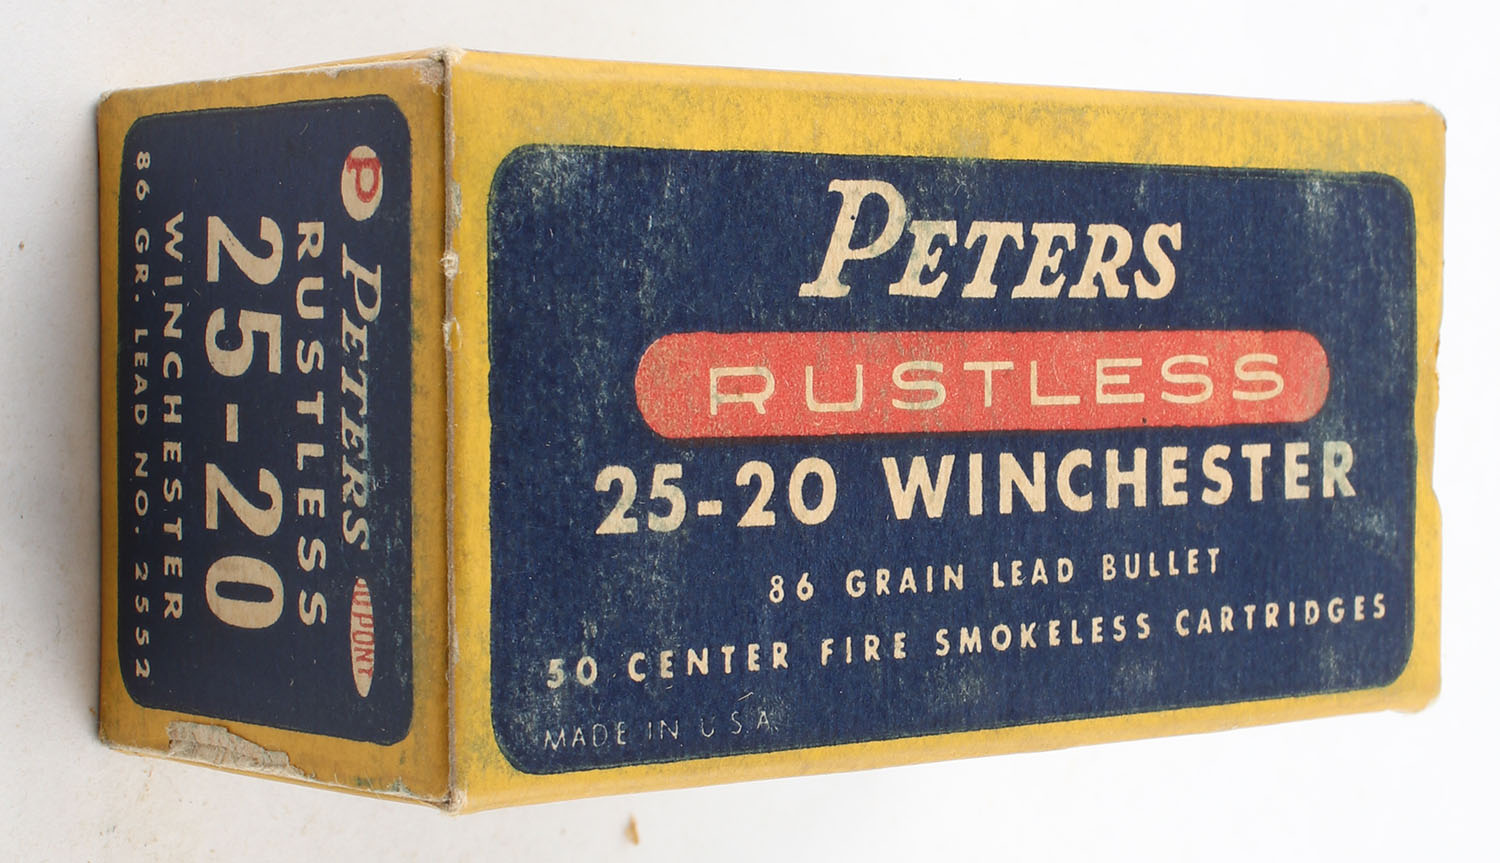 PETERS
RUSTLESS
25-20 WINCHESTER
86 GRAIN LEAD BULLET
50 CENTER FIRE SMOKELESS CARTRIDGES
MADE IN U.S.A.
P PETERS DUPONT
RUSTLESS
25-20
WINCHESTER
86 GR. LEAD NO. 2552